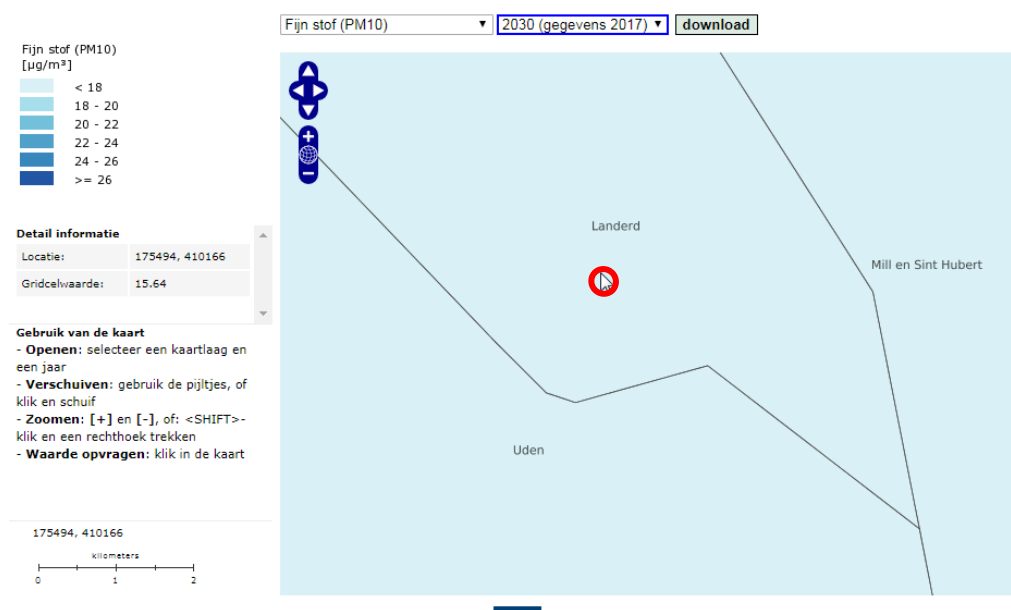 Fijn stof (PM10) 2030 (gegevens 2017) download
Fijn stof (PM10)
[µg/m³]
< 18
18 - 20
20 - 22
22 - 24
24 - 26
>= 26
Detail informatie
Locatie: 175494, 410166
Gridcelwaarde: 15.64
Gebruik van de kaart
- Openen: selecteer een kaartlaag en
een jaar
- Verschuiven: gebruik de pijltjes, of
klik en schuif
- Zoomen: [+] en [-], of: <SHIFT>-
klik en een rechthoek trekken
- Waarde opvragen: klik in de kaart
175494, 410166
kilometers
0 1 2
Landerd
Mill en Sint Hubert
Uden